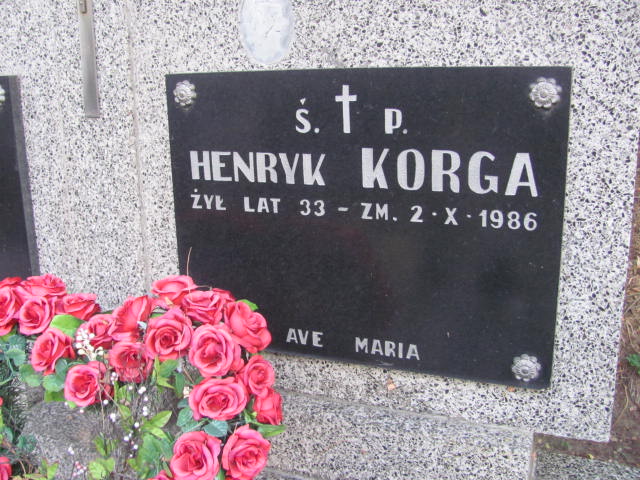 Ś. † P.
HENRYK KORGA
ŻYŁ LAT 33 - ZM. 2·X·1986
AVE MARIA